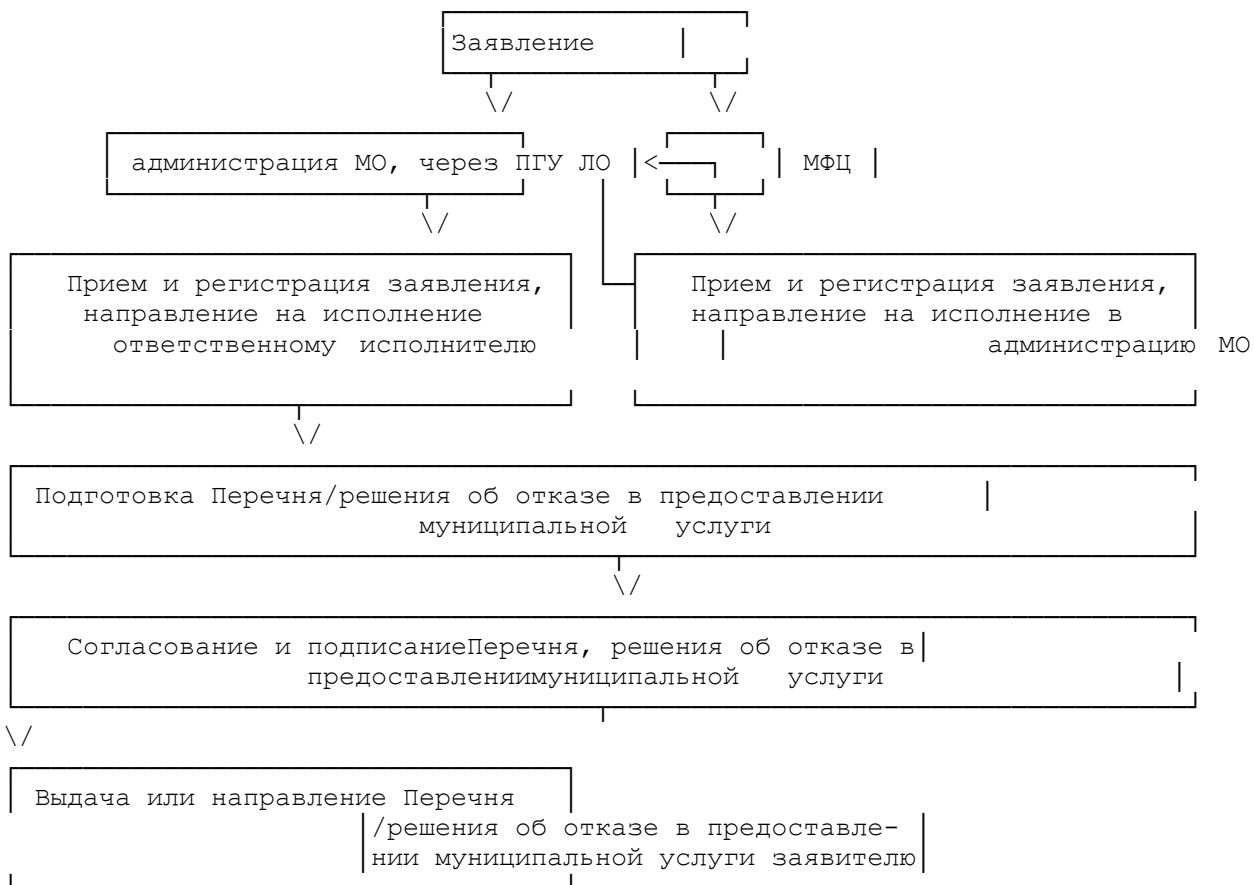 Заявление
администрация МО, через ПГУ ЛО МФЦ
Прием и регистрация заявления,
направление на исполнение
ответственному исполнителю
Прием и регистрация заявления,
направление на исполнение в
администрацию МО
Подготовка Перечня/решения об отказе в предоставлении
муниципальной услуги
Согласование и подписаниеПеречня, решения об отказе в
предоставлениимуниципальной услуги
Выдача или направление Перечня
/решения об отказе в предоставле-
нии муниципальной услуги заявителю